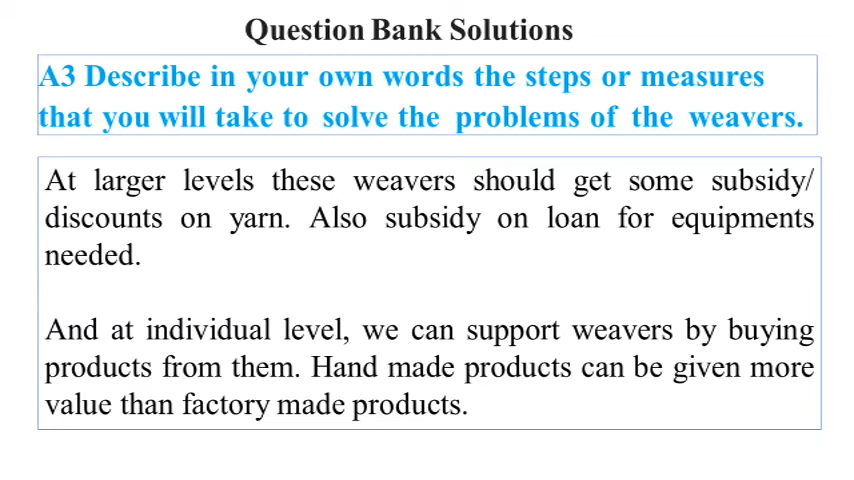 Question Bank Solutions
A3 Describe in your own words the steps or measures
that you will take to solve the problems of the weavers.
At larger levels these weavers should get some subsidy/
discounts on yarn. Also subsidy on loan for equipments
needed.
And at individual level, we can support weavers by buying
products from them. Hand made products can be given more
value than factory made products.